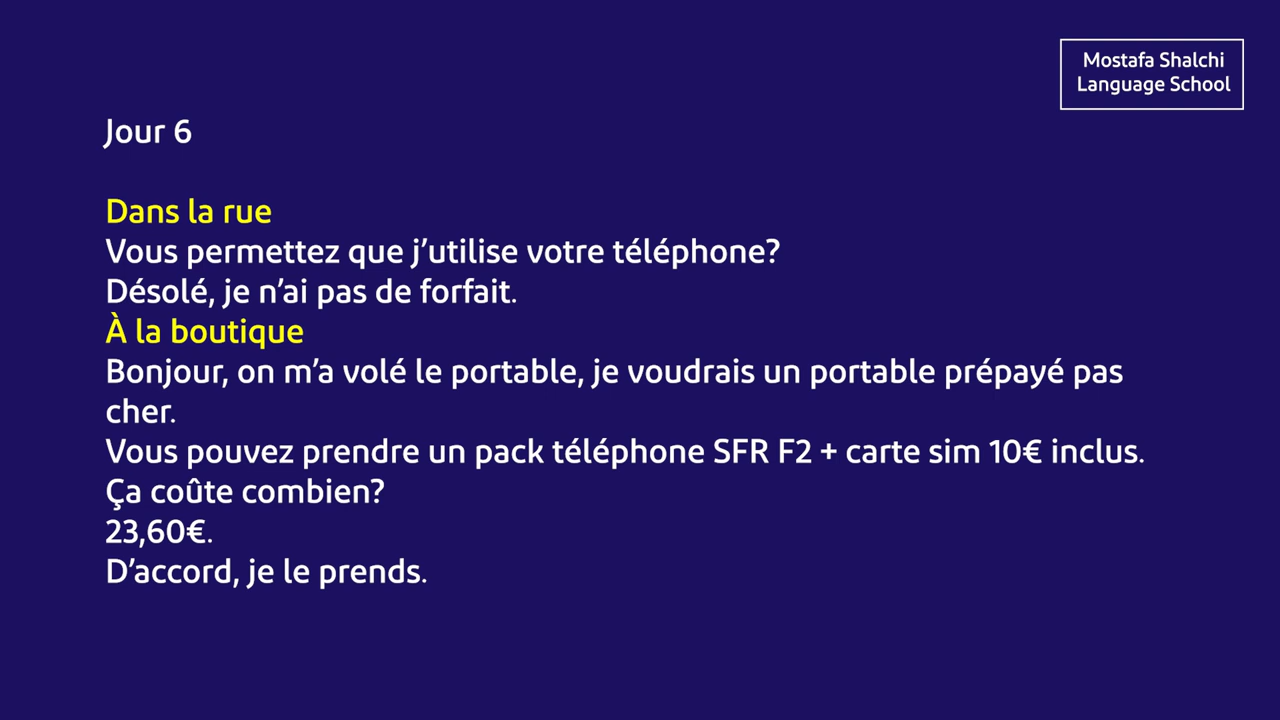 Mostafa Shalchi
Language School
Jour 6
Dans la rue
Vous permettez que j’utilise votre téléphone?
Désolé, je n’ai pas de forfait.
À la boutique
Bonjour, on m’a volé le portable, je voudrais un portable prépayé pas
cher.
Vous pouvez prendre un pack téléphone SFR F2 + carte sim 10€ inclus.
Ça coûte combien?
23,60€.
D’accord, je le prends.